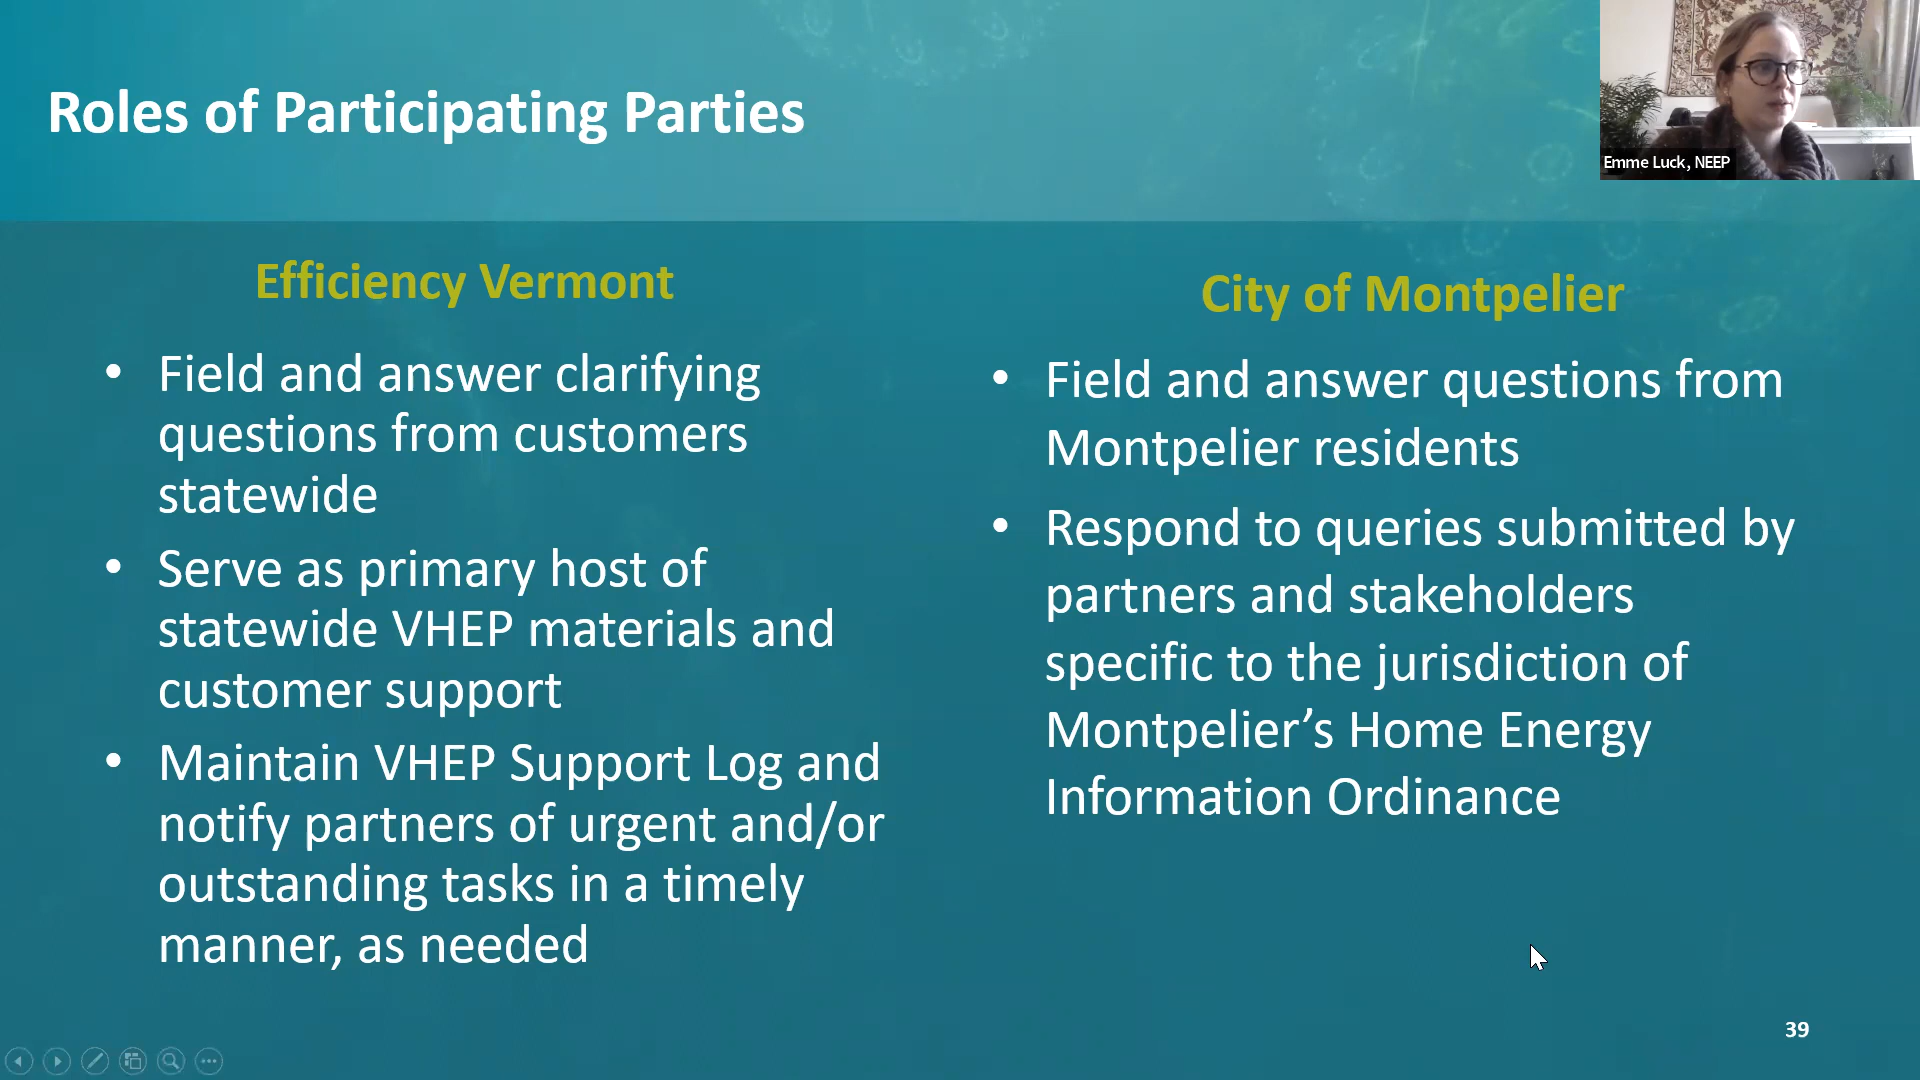 Roles of Participating Parties
Emme Luck, NEEP
Efficiency Vermont
• Field and answer clarifying
questions from customers
statewide
• Serve as primary host of
statewide VHEP materials and
customer support
• Maintain VHEP Support Log and
notify partners of urgent and/or
outstanding tasks in a timely
manner, as needed
City of Montpelier
• Field and answer questions from
Montpelier residents
• Respond to queries submitted by
partners and stakeholders
specific to the jurisdiction of
Montpelier’s Home Energy
Information Ordinance
39